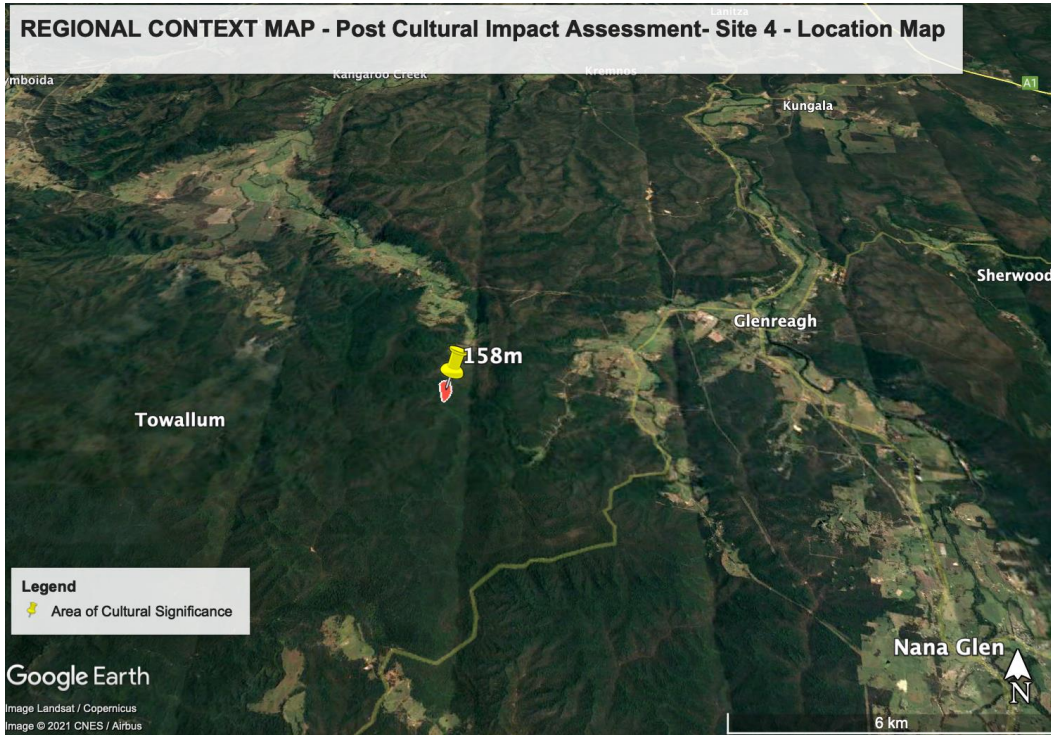 REGIONAL CONTEXT MAP - Post Cultural Impact Assessment- Site 4 - Location Map
Lanitza
ymboida
Kangaroo Creek
Kremnos
A1
Kungala
Sherwood
Glenreagh
158m
Towallum
Legend
Area of Cultural Significance
Nana Glen
N
Google Earth
Image Landsat / Copernicus
Image © 2021 CNES / Airbus
6 km